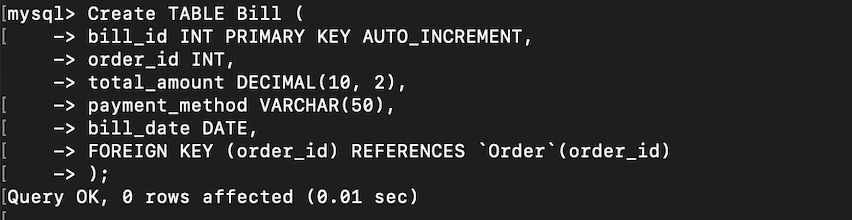 [mysql> Create TABLE Bill (
[    -> bill_id INT PRIMARY KEY AUTO_INCREMENT,
    -> order_id INT,
    -> total_amount DECIMAL(10, 2),
[    -> payment_method VARCHAR(50),
[    -> bill_date DATE,
[    -> FOREIGN KEY (order_id) REFERENCES `Order`(order_id)
[    -> );
[Query OK, 0 rows affected (0.01 sec)
[